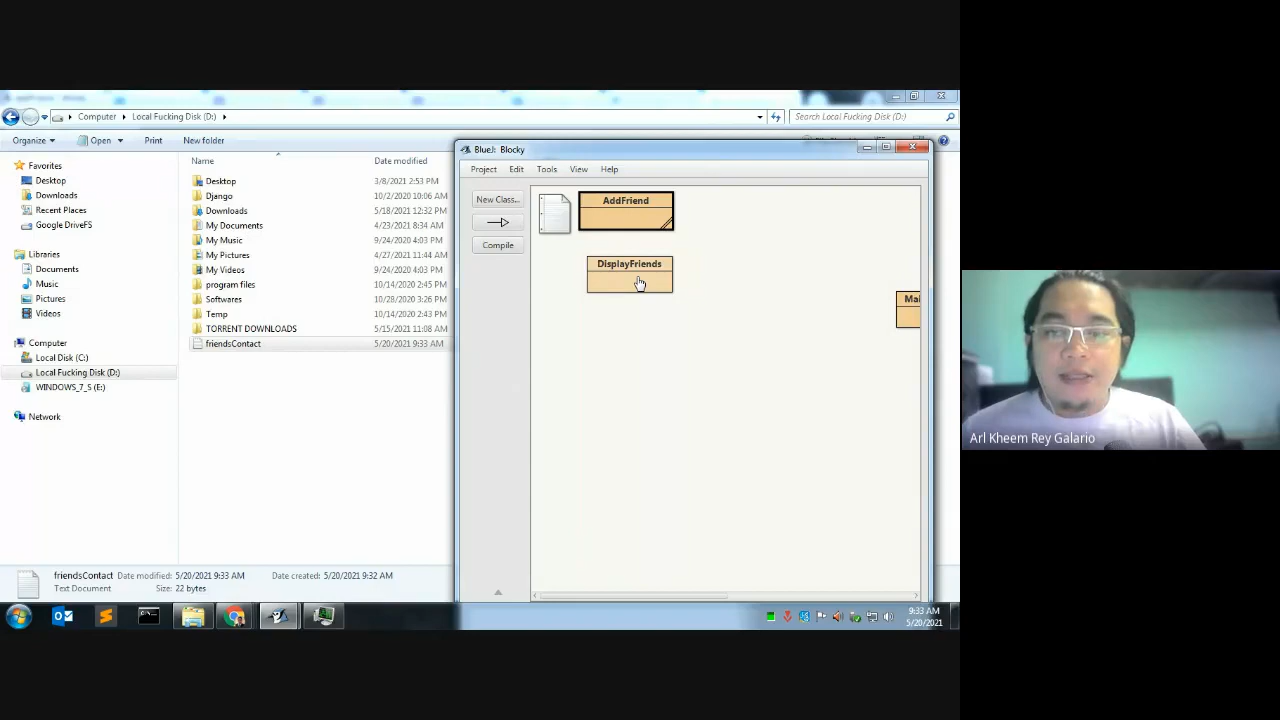 Computer
Local Fucking Disk (D:)
Search Local Fucking Disk (D:)
Organize
Open
Print
New folder
Favorites
Desktop
Downloads
Recent Places
Google DriveFS
Libraries
Documents
Music
Pictures
Videos
Computer
Local Disk (C:)
Local Fucking Disk (D:)
WINDOWS_7_S (E:)
Network
Name
Date modified
Desktop 3/8/2021 2:53 PM
Django 10/2/2020 10:06 AM
Downloads 5/18/2021 12:32 PM
My Documents 4/23/2021 8:34 AM
My Music 9/24/2020 4:03 PM
My Pictures 4/27/2021 11:44 AM
My Videos 9/24/2020 4:03 PM
program files 10/14/2020 2:45 PM
Softwares 10/28/2020 3:26 PM
Temp 10/14/2020 2:43 PM
TORRENT DOWNLOADS 5/15/2021 11:08 AM
friendsContact 5/20/2021 9:33 AM
BlueJ: Blocky
Project Edit Tools View Help
New Class...
Compile
AddFriend
DisplayFriends
Mai
Arl Kheem Rey Galario
friendsContact Date modified: 5/20/2021 9:33 AM Date created: 5/20/2021 9:32 AM
Text Document Size: 22 bytes
9:33 AM
5/20/2021